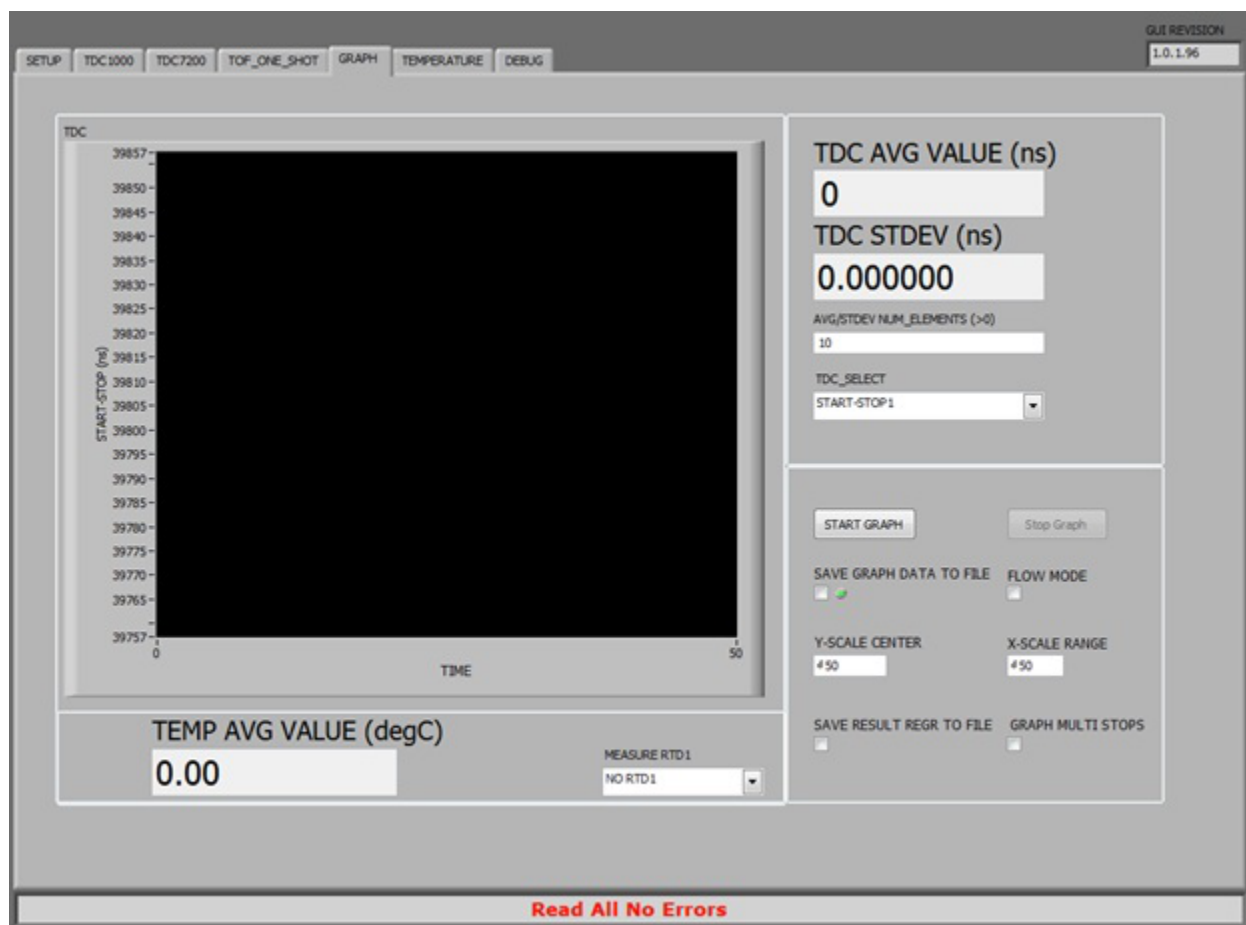 GUI REVISION
1.0.1.96
SETUP TDC1000 TDC7200 TOF_ONE_SHOT GRAPH TEMPERATURE DEBUG
TDC
39857
39850
39845
39840
39835
39830
39825
39820
39815
39810
39805
39800
39795
39790
39785
39780
39775
39770
39765
39757
START-STOP (ns)
0 50
TIME
TDC AVG VALUE (ns)
0
TDC STDEV (ns)
0.000000
AVG/STDEV NUM_ELEMENTS (>0)
10
TDC_SELECT
START-STOP1
START GRAPH Stop Graph
SAVE GRAPH DATA TO FILE FLOW MODE
Y-SCALE CENTER X-SCALE RANGE
50 50
SAVE RESULT REGR TO FILE GRAPH MULTI STOPS
TEMP AVG VALUE (degC)
0.00
MEASURE RTD1
NO RTD1
Read All No Errors